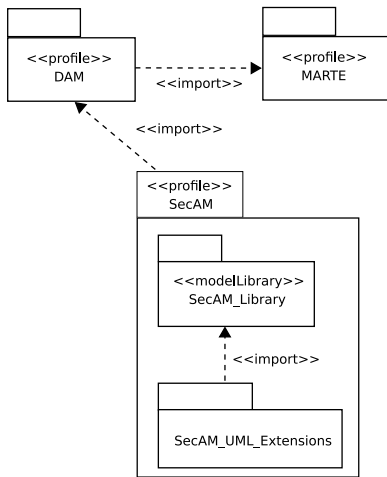 <<profile>>
DAM
<<import>>
<<profile>>
MARTE
<<import>>
<<profile>>
SecAM
<<modelLibrary>>
SecAM_Library
<<import>>
SecAM_UML_Extensions